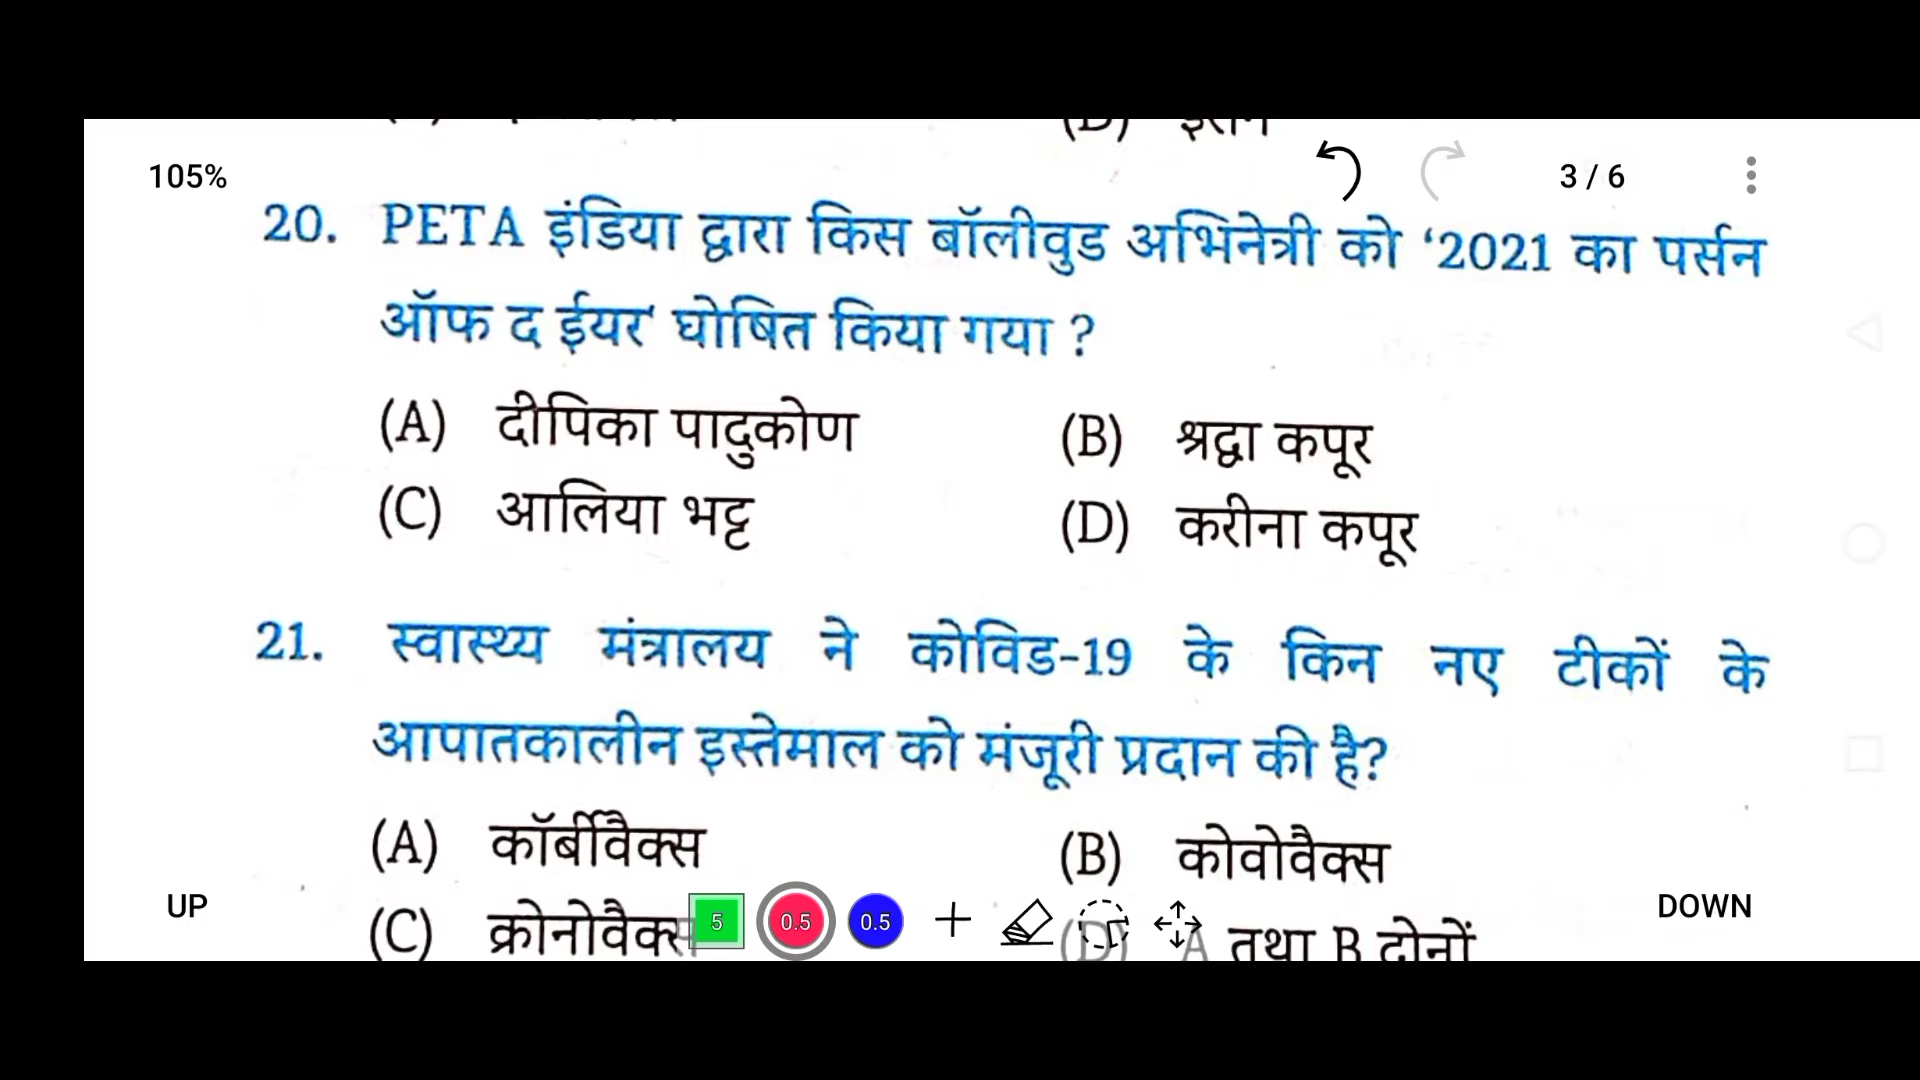 105%
3 / 6
20. PETA इंडिया द्वारा किस बॉलीवुड अभिनेत्री को ‘2021 का पर्सन
ऑफ द ईयर’ घोषित किया गया ?
(A) दीपिका पादुकोण (B) श्रद्धा कपूर
(C) आलिया भट्ट (D) करीना कपूर
21. स्वास्थ्य मंत्रालय ने कोविड-19 के किन नए टीकों के
आपातकालीन इस्तेमाल को मंजूरी प्रदान की है?
(A) कॉर्बीवैक्स (B) कोवोवैक्स
UP
DOWN
5 0.5 0.5
(C) क्रोनोवैक्स (D) A तथा B दोनों